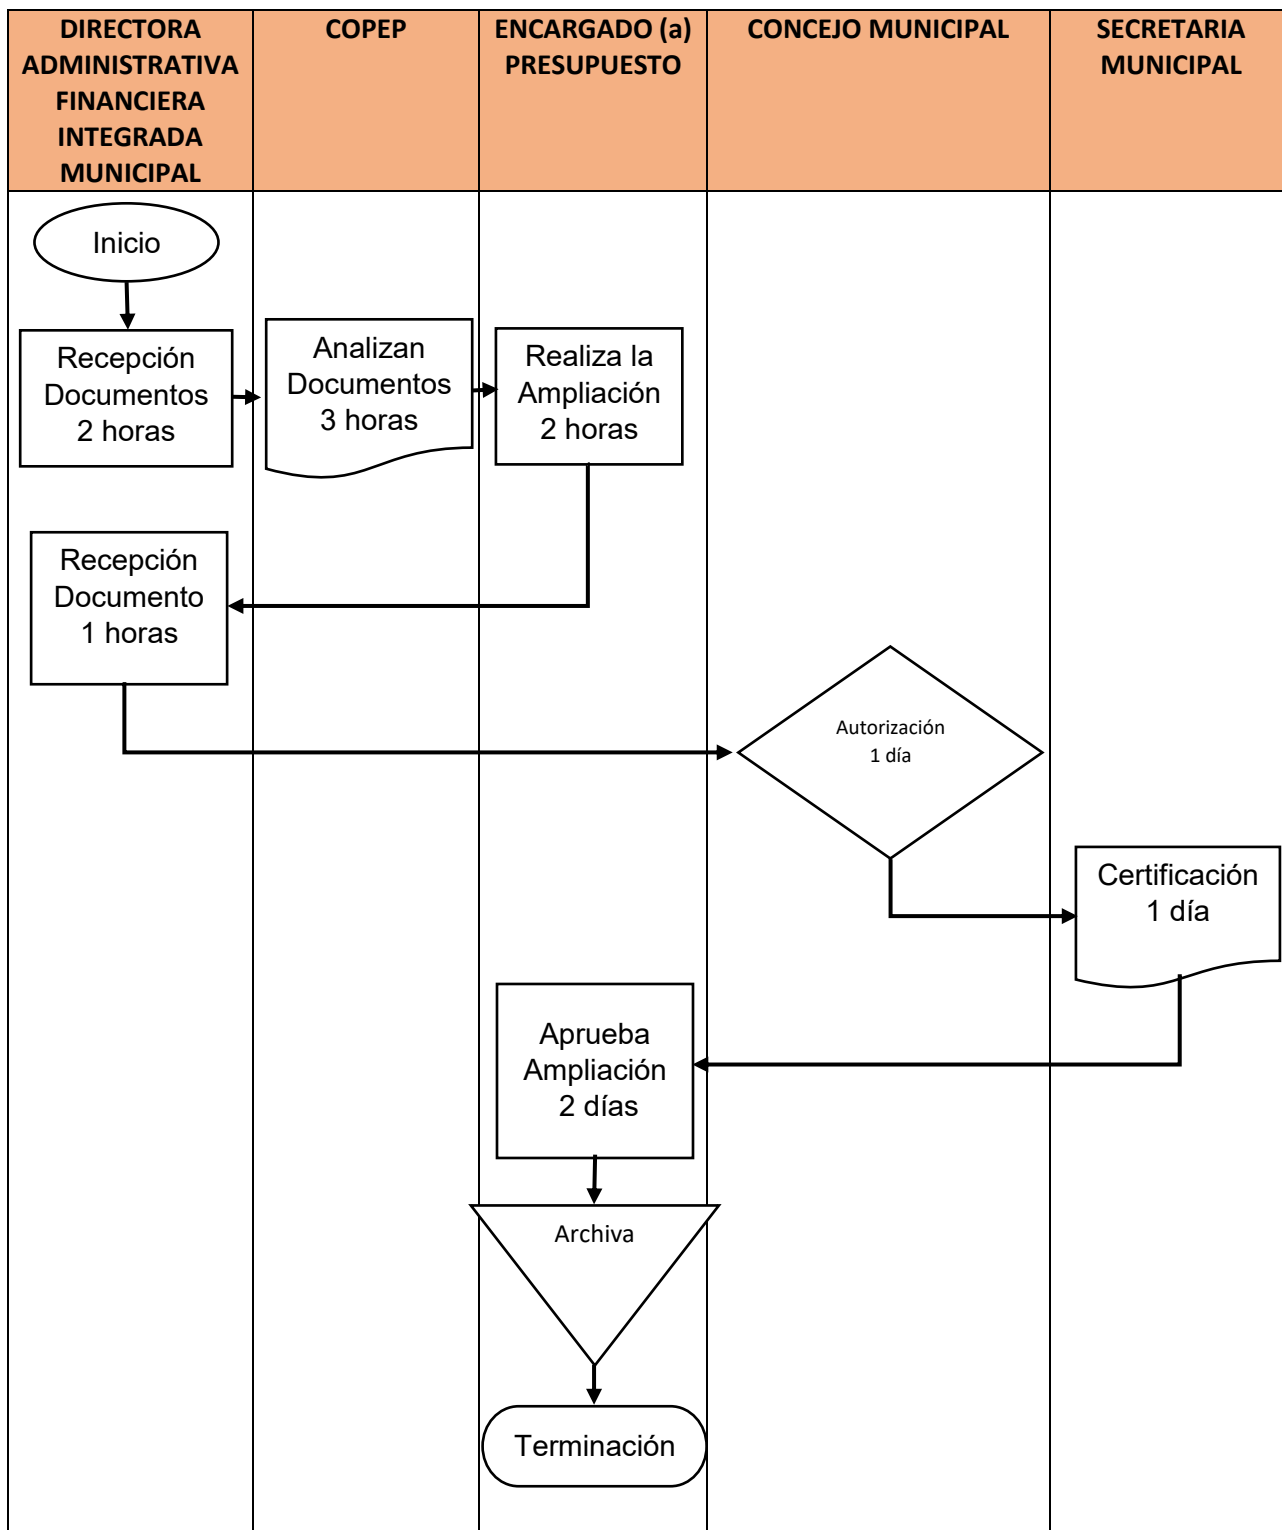 DIRECTORA
ADMINISTRATIVA
FINANCIERA
INTEGRADA
MUNICIPAL
COPEP
ENCARGADO (a)
PRESUPUESTO
CONCEJO MUNICIPAL
SECRETARIA
MUNICIPAL
Inicio
Recepción
Documentos
2 horas
Analizan
Documentos
3 horas
Realiza la
Ampliación
2 horas
Recepción
Documento
1 horas
Autorización
1 día
Certificación
1 día
Aprueba
Ampliación
2 días
Archiva
Terminación